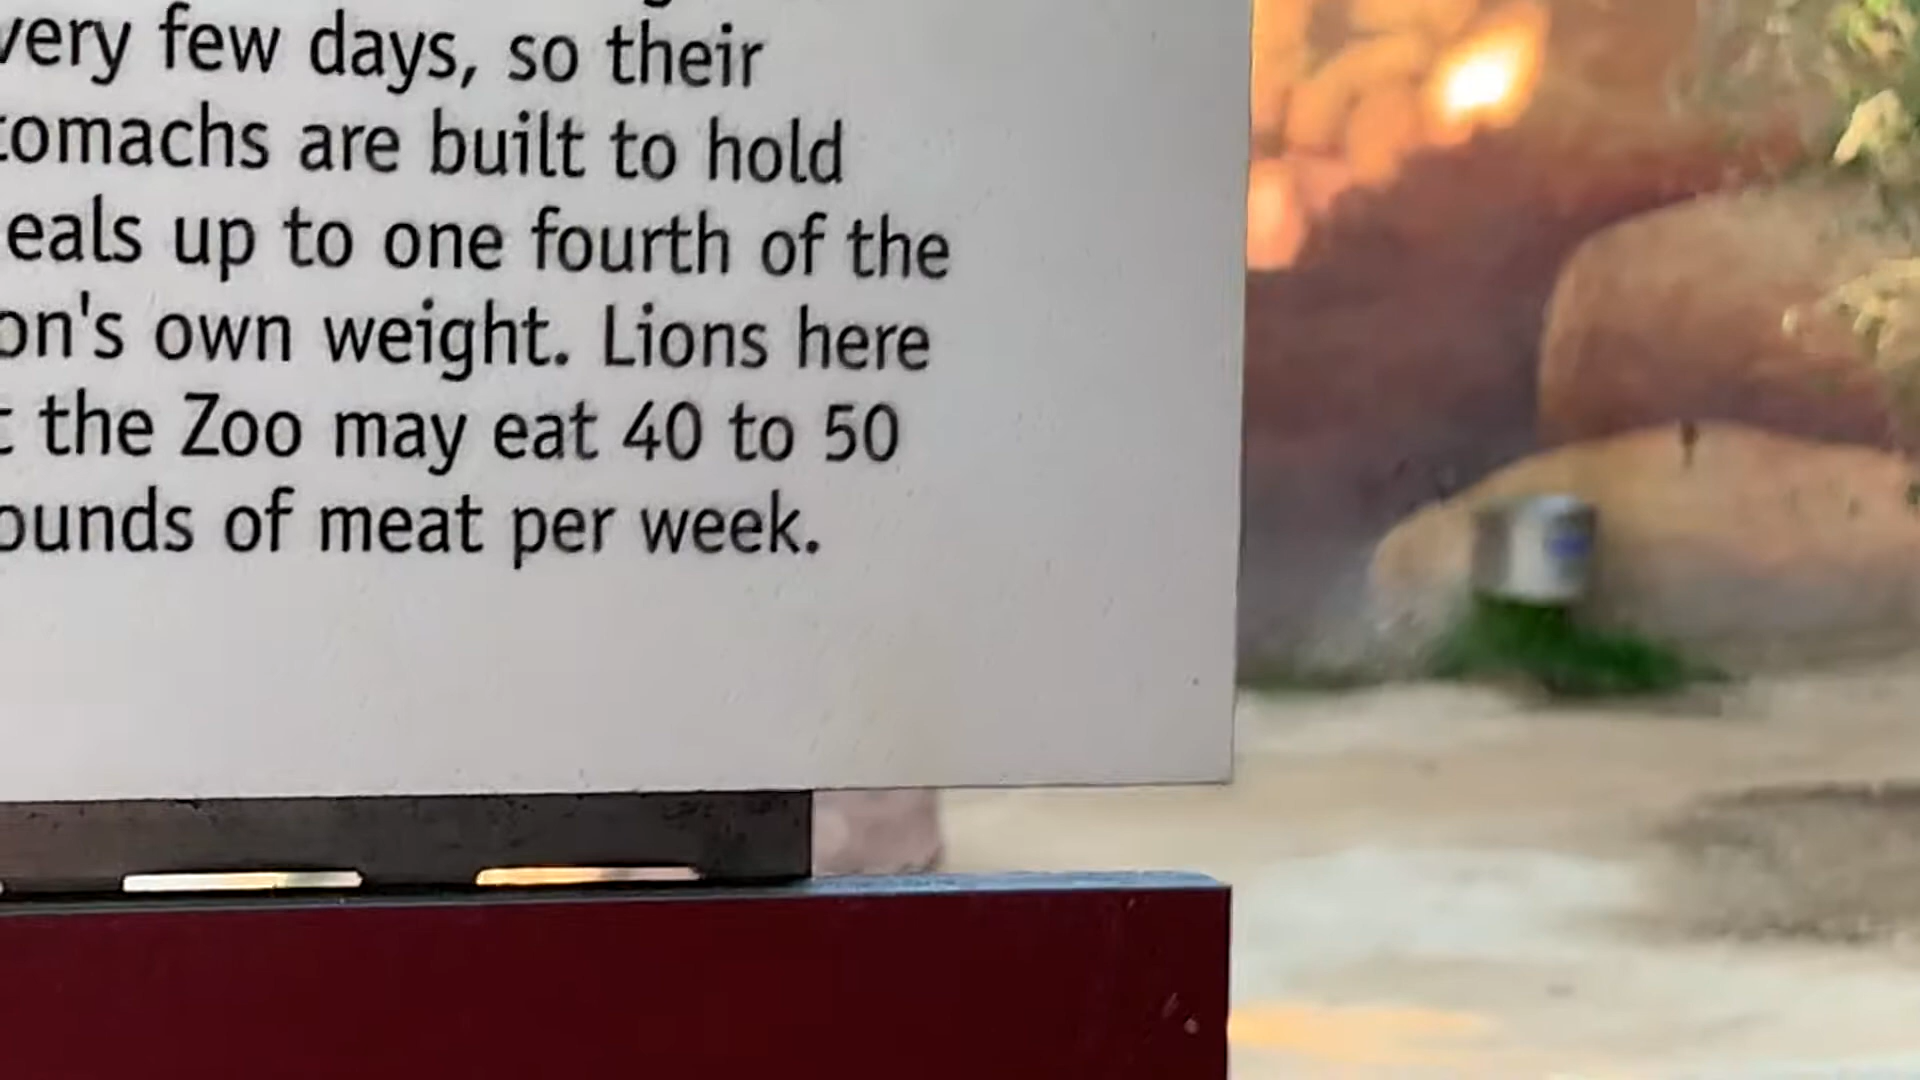 very few days, so their
tomachs are built to hold
eals up to one fourth of the
on's own weight. Lions here
t the Zoo may eat 40 to 50
ounds of meat per week.